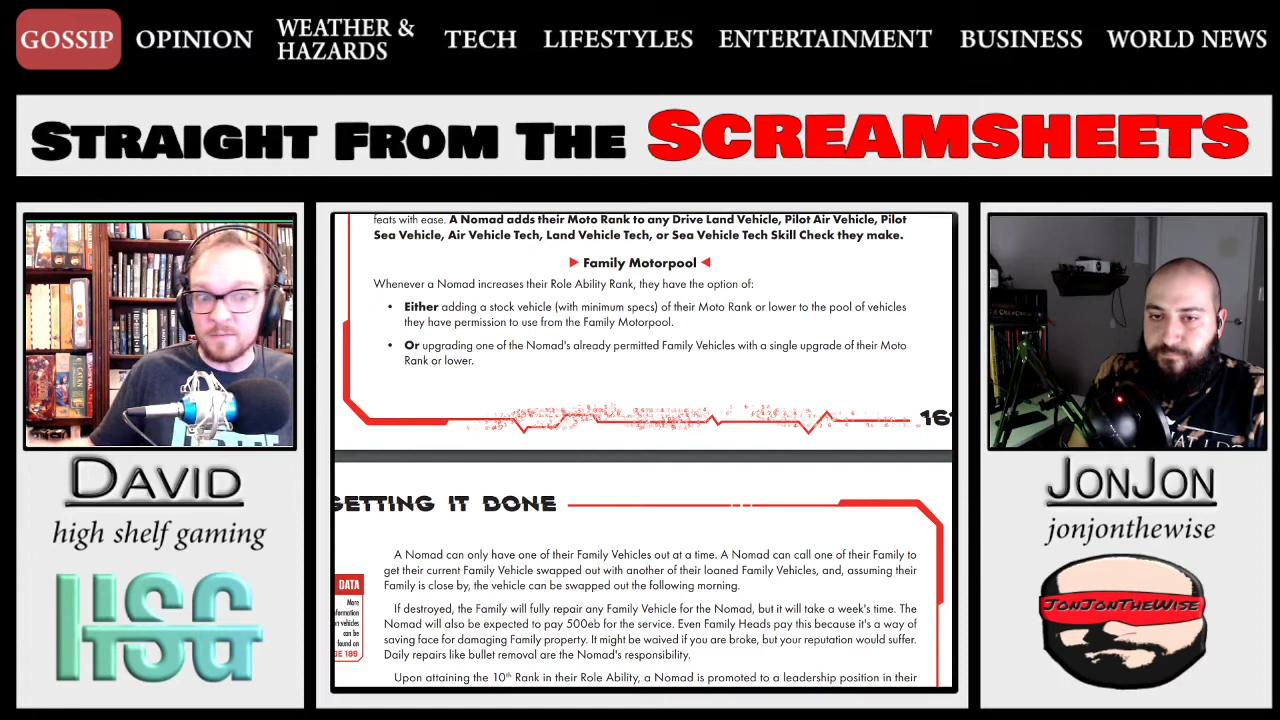 GOSSIP
OPINION
WEATHER &
HAZARDS
TECH
LIFESTYLES
ENTERTAINMENT
BUSINESS
WORLD NEWS
STRAIGHT FROM THE SCREAMSHEETS
feats with ease. A Nomad adds their Moto Rank to any Drive Land Vehicle, Pilot Air Vehicle, Pilot
Sea Vehicle, Air Vehicle Tech, Land Vehicle Tech, or Sea Vehicle Tech Skill Check they make.
Family Motorpool
Whenever a Nomad increases their Role Ability Rank, they have the option of:
• Either adding a stock vehicle (with minimum specs) of their Moto Rank or lower to the pool of vehicles
they have permission to use from the Family Motorpool.
• Or upgrading one of the Nomad's already permitted Family Vehicles with a single upgrade of their Moto
Rank or lower.
16
GETTING IT DONE
A Nomad can only have one of their Family Vehicles out at a time. A Nomad can call one of their Family to
get their current Family Vehicle swapped out with another of their loaned Family Vehicles, and, assuming their
Family is close by, the vehicle can be swapped out the following morning.
If destroyed, the Family will fully repair any Family Vehicle for the Nomad, but it will take a week's time. The
Nomad will also be expected to pay 500eb for the service. Even Family Heads pay this because it's a way of
saving face for damaging Family property. It might be waived if you are broke, but your reputation would suffer.
Daily repairs like bullet removal are the Nomad's responsibility.
Upon attaining the 10th Rank in their Role Ability, a Nomad is promoted to a leadership position in their
DATA
More
formation
n vehicles
can be
found on
GE 189
CATAN
DAVID
high shelf gaming
HSG
JONJON
jonjonthewise
JONJONTHEWISE